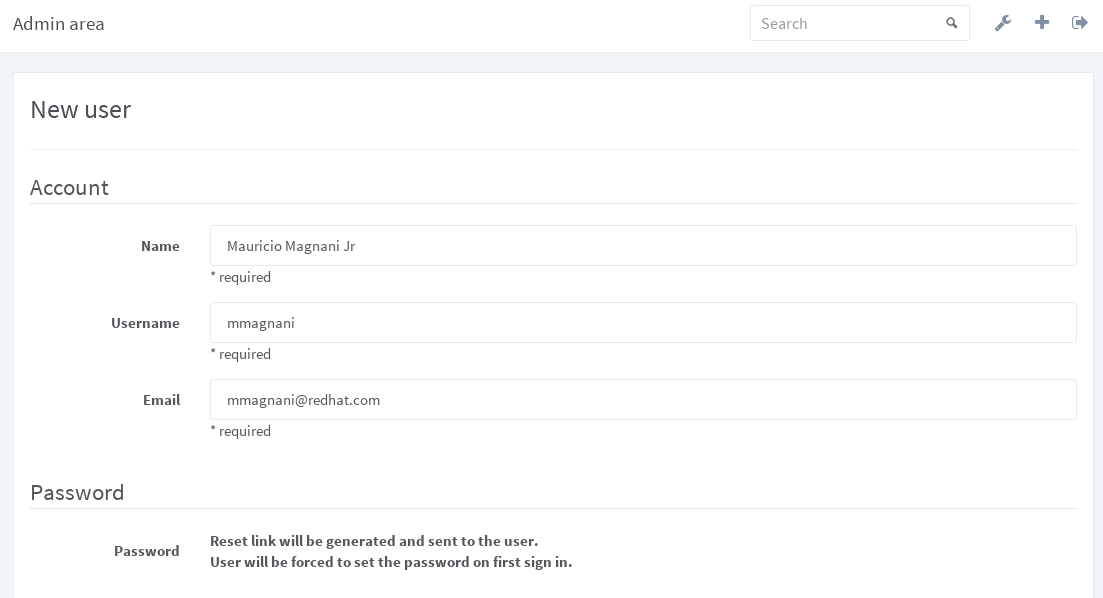 Admin area
Search
New user
Account
Name
Mauricio Magnani Jr
* required
Username
mmagnani
* required
Email
mmagnani@redhat.com
* required
Password
Password
Reset link will be generated and sent to the user.
User will be forced to set the password on first sign in.